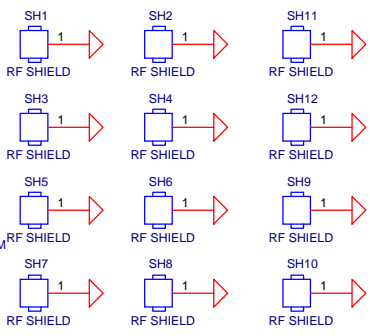 SH1 SH2 SH11
1 1 1
RF SHIELD RF SHIELD RF SHIELD
SH3 SH4 SH12
1 1 1
RF SHIELD RF SHIELD RF SHIELD
SH5 SH6 SH9
1 1 1
M RF SHIELD RF SHIELD RF SHIELD
SH7 SH8 SH10
1 1 1
RF SHIELD RF SHIELD RF SHIELD